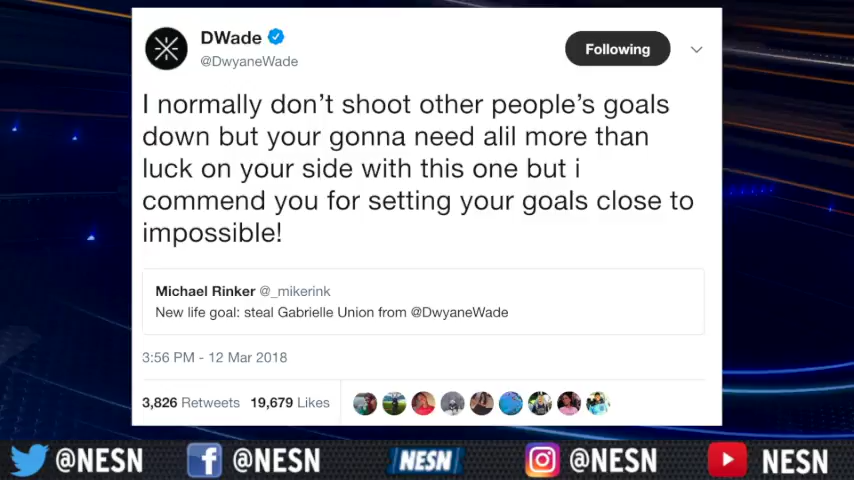 DWade
@DwyaneWade
Following
I normally don’t shoot other people’s goals
down but your gonna need alil more than
luck on your side with this one but i
commend you for setting your goals close to
impossible!
Michael Rinker @_mikerink
New life goal: steal Gabrielle Union from @DwyaneWade
3:56 PM - 12 Mar 2018
3,826 Retweets 19,679 Likes
@NESN @NESN NESN @NESN NESN